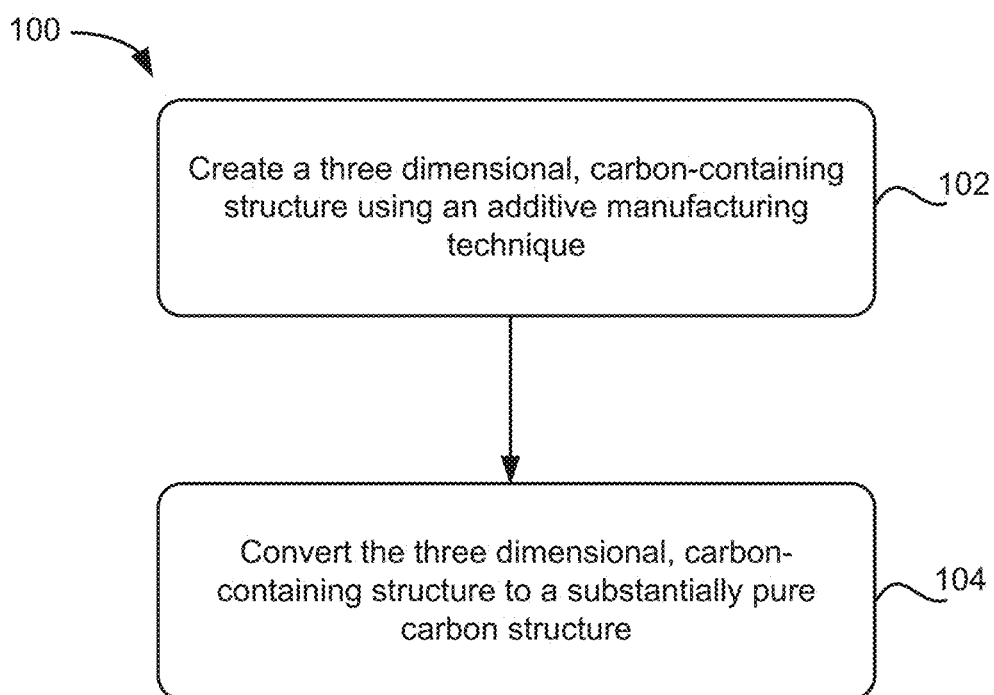 100
Create a three dimensional, carbon-containing
structure using an additive manufacturing
technique
102
Convert the three dimensional, carbon-
containing structure to a substantially pure
carbon structure
104